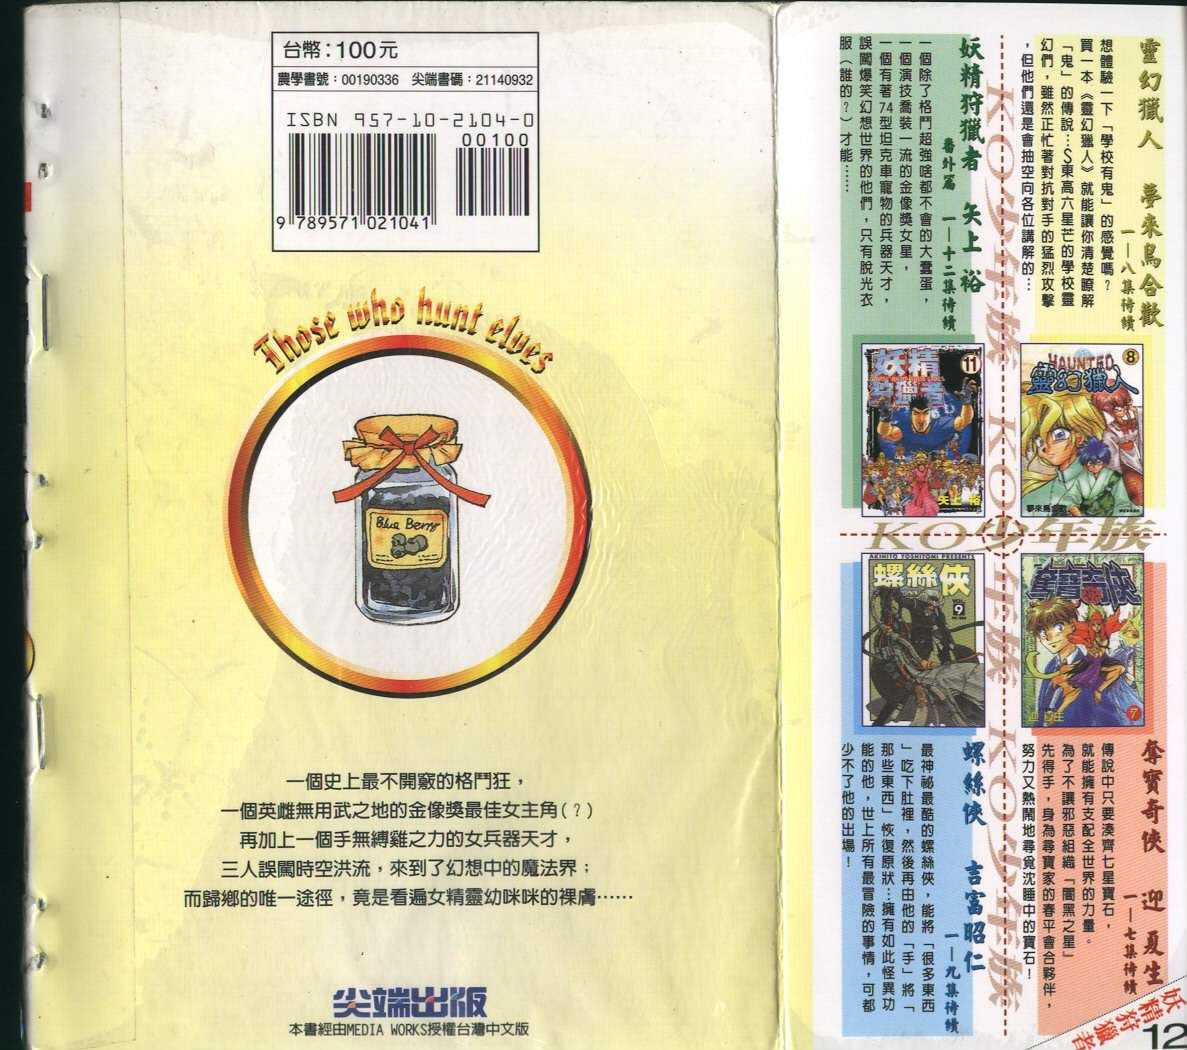 台幣：100元
農學書號：00190336 尖端書碼：21140932
ISBN 957-10-2104-0
00100
9 789571 021041
Those who hunt elves
Blue Berry
一個史上最不開竅的格鬥狂，
一個英雌無用武之地的金像獎最佳女主角(？)
再加上一個手無縛雞之力的女兵器天才，
三人誤闖時空洪流，來到了幻想中的魔法界；
而歸鄉的唯一途徑，竟是看遍女精靈幼咪咪的裸膚……
尖端出版
本書經由MEDIA WORKS授權台灣中文版
靈幻獵人 夢來鳥合歡
一—八集待續
想體驗一下「學校有鬼」的感覺嗎？
買一本《靈幻獵人》就能讓你清楚瞭解
「鬼」的傳說…S東高六星芒的學校靈
幻們，雖然正忙著對抗對手的猛烈攻擊
，但他們還是會抽空向各位講解的…
妖精狩獵者 矢上 裕
番外篇 一—十二集待續
一個除了格鬥超強啥都不會的大蠢蛋，
一個演技喬裝一流的金像獎女星，
一個有著74型坦克車寵物的兵器天才，
誤闖爆笑幻想世界的他們，只有脫光衣
服（誰的？）才能……
妖精狩獵者
11
矢上 裕
HAUNTED
靈幻獵人
8
KO少年族
KO少年族
KO少年族
AKIHITO YOSHITOMI PRESENTS
螺絲俠
VOL.
9
奪寶奇俠
迎 夏生
7
奪寶奇俠 迎 夏生
一—七集待續
傳說中只要湊齊七星寶石，
就能擁有支配全世界的力量。
為了不讓邪惡組織「闇黑之星」
先得手，身為尋寶家的春平會合夥伴，
努力又熱鬧地尋覓沈睡中的寶石！
螺絲俠 吉富昭仁
一—九集待續
最神祕最酷的螺絲俠，能將「很多東西
」吃下肚裡，然後再由他的「手」將「
那些東西」恢復原狀…擁有如此怪異功
能的他，世上所有最冒險的事情，可都
少不了他的出場！
妖精狩獵者
12